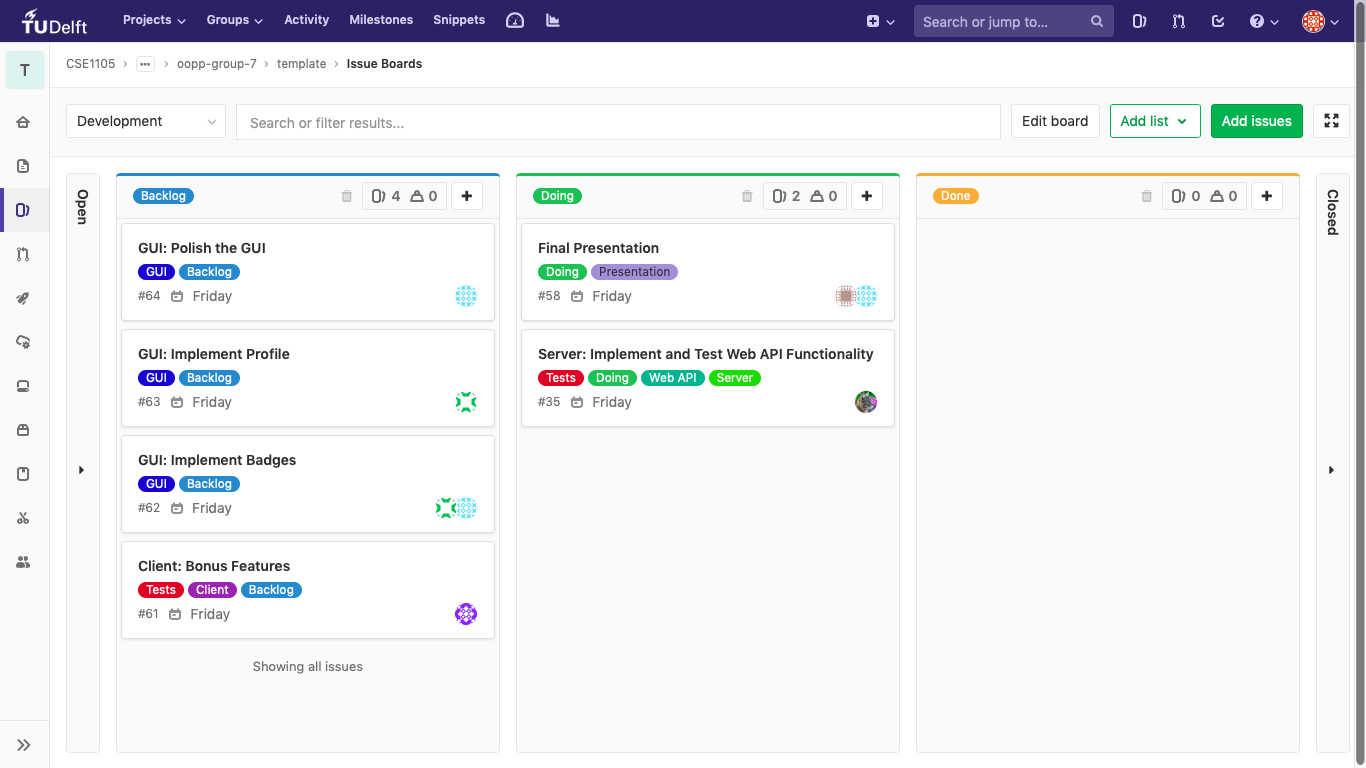 TUDelft Projects Groups Activity Milestones Snippets Search or jump to...
T
CSE1105 › ... › oopp-group-7 › template › Issue Boards
Development Search or filter results... Edit board Add list Add issues
Open
Backlog 4 0
GUI: Polish the GUI
GUI Backlog
#64 Friday
GUI: Implement Profile
GUI Backlog
#63 Friday
GUI: Implement Badges
GUI Backlog
#62 Friday
Client: Bonus Features
Tests Client Backlog
#61 Friday
Showing all issues
Doing 2 0
Final Presentation
Doing Presentation
#58 Friday
Server: Implement and Test Web API Functionality
Tests Doing Web API Server
#35 Friday
Done 0 0
Closed